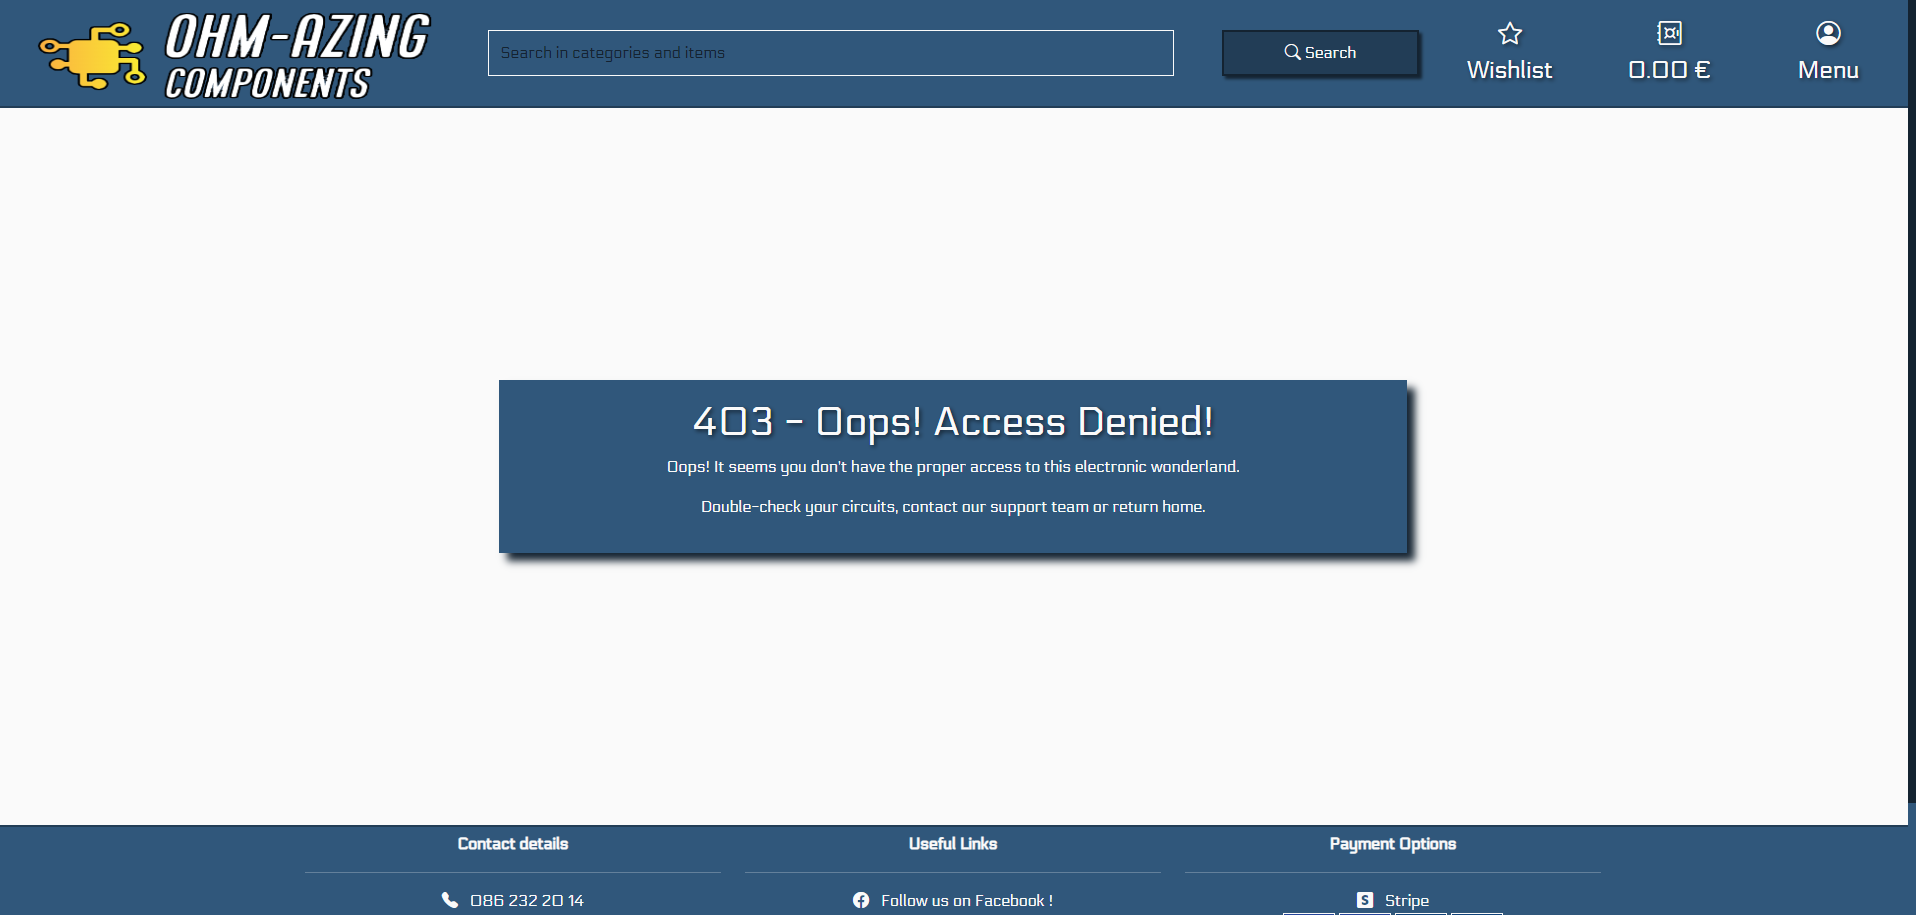 OHM-AZING
COMPONENTS
Search in categories and items
Search
Wishlist
0.00 €
Menu
403 - Oops! Access Denied!
Oops! It seems you don't have the proper access to this electronic wonderland.
Double-check your circuits, contact our support team or return home.
Contact details
Useful Links
Payment Options
086 232 20 14
Follow us on Facebook !
S Stripe